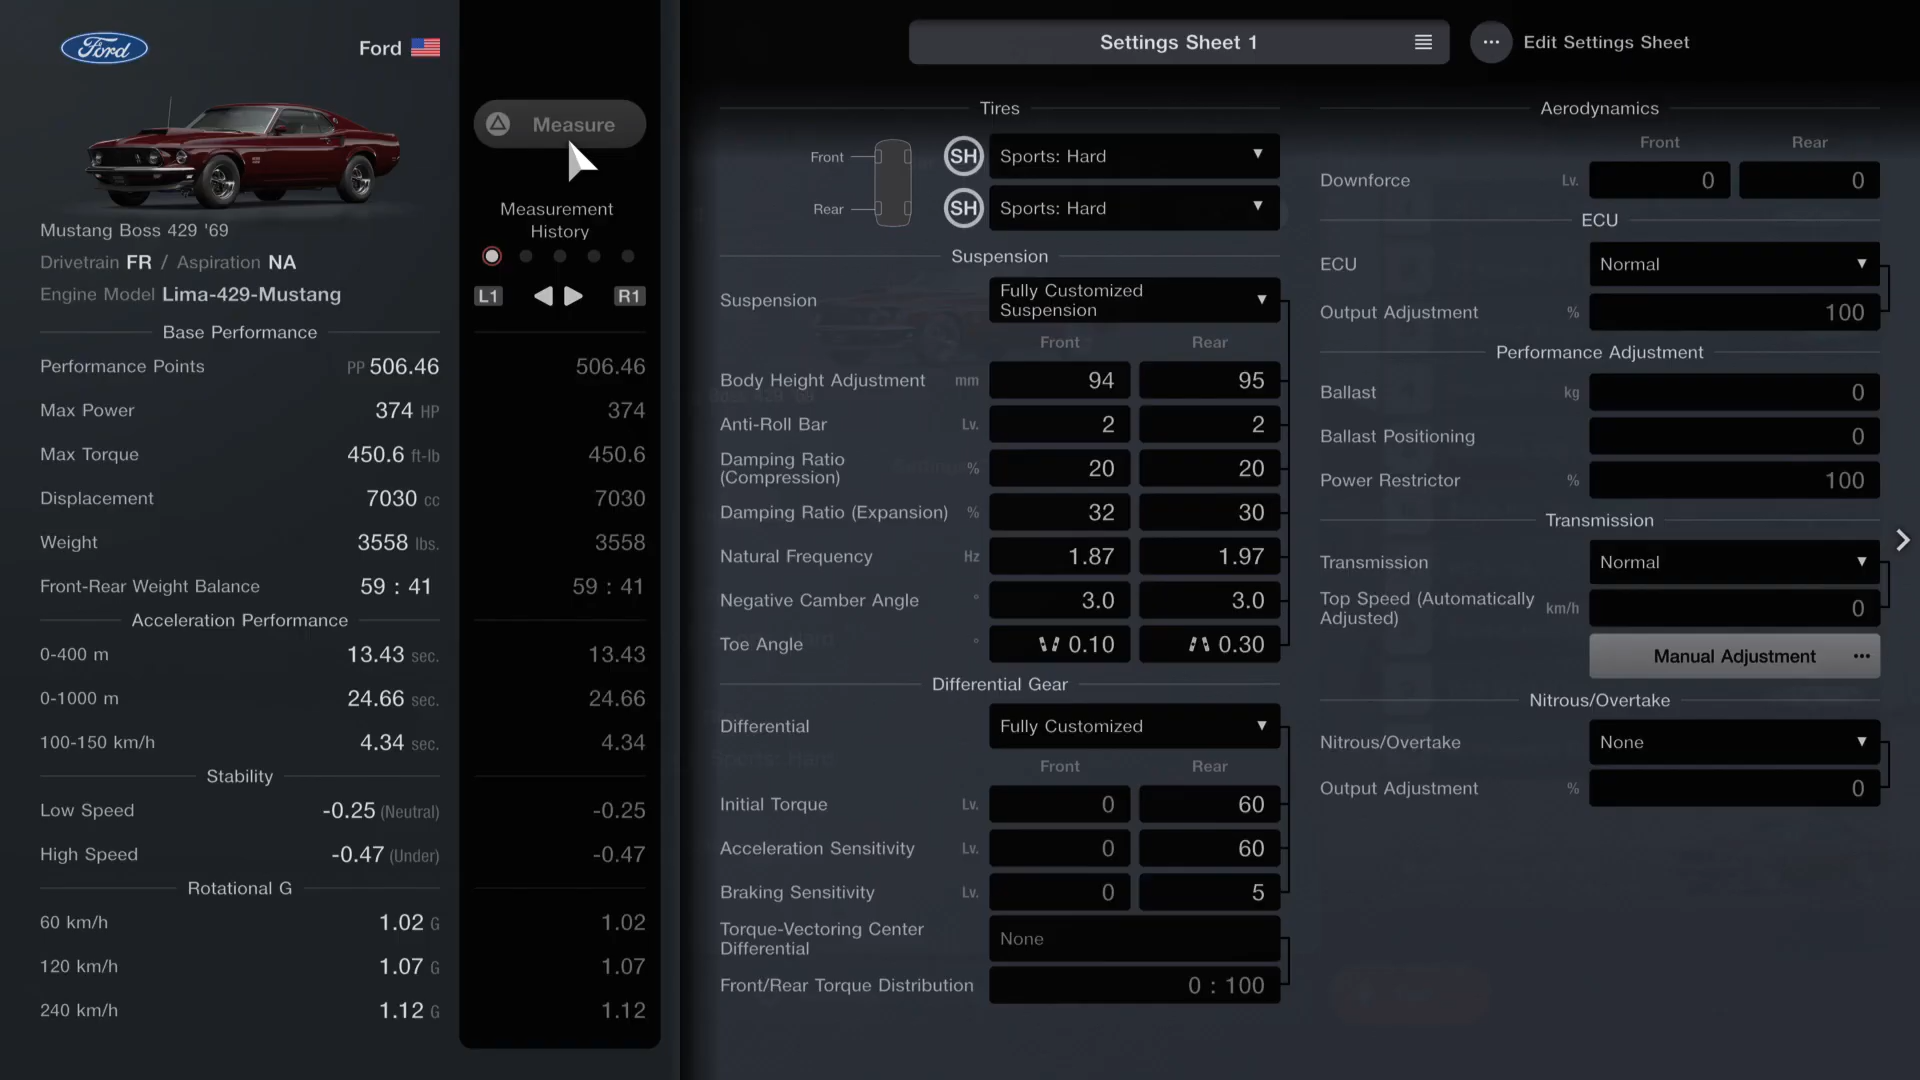 Ford
Ford
Mustang Boss 429 '69
Drivetrain FR / Aspiration NA
Engine Model Lima-429-Mustang
Base Performance
Performance Points PP 506.46
Max Power 374 HP
Max Torque 450.6 ft-lb
Displacement 7030 cc
Weight 3558 lbs.
Front-Rear Weight Balance 59 : 41
Acceleration Performance
0-400 m 13.43 sec.
0-1000 m 24.66 sec.
100-150 km/h 4.34 sec.
Stability
Low Speed -0.25 (Neutral)
High Speed -0.47 (Under)
Rotational G
60 km/h 1.02 G
120 km/h 1.07 G
240 km/h 1.12 G
Measure
Measurement
History
L1 R1
506.46
374
450.6
7030
3558
59 : 41
13.43
24.66
4.34
-0.25
-0.47
1.02
1.07
1.12
Settings Sheet 1
Edit Settings Sheet
Tires
Front SH Sports: Hard
Rear SH Sports: Hard
Suspension
Suspension Fully Customized
Suspension
Front Rear
Body Height Adjustment mm 94 95
Anti-Roll Bar Lv. 2 2
Damping Ratio
(Compression) % 20 20
Damping Ratio (Expansion) % 32 30
Natural Frequency Hz 1.87 1.97
Negative Camber Angle ° 3.0 3.0
Toe Angle ° 0.10 0.30
Differential Gear
Differential Fully Customized
Front Rear
Initial Torque Lv. 0 60
Acceleration Sensitivity Lv. 0 60
Braking Sensitivity Lv. 0 5
Torque-Vectoring Center
Differential None
Front/Rear Torque Distribution 0 : 100
Aerodynamics
Front Rear
Downforce Lv. 0 0
ECU
ECU Normal
Output Adjustment % 100
Performance Adjustment
Ballast kg 0
Ballast Positioning 0
Power Restrictor % 100
Transmission
Transmission Normal
Top Speed (Automatically
Adjusted) km/h 0
Manual Adjustment
Nitrous/Overtake
Nitrous/Overtake None
Output Adjustment % 0